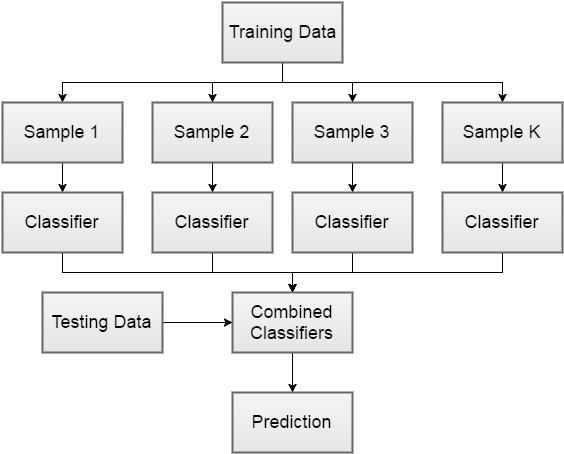 Training Data
Sample 1
Sample 2
Sample 3
Sample K
Classifier
Classifier
Classifier
Classifier
Testing Data
Combined
Classifiers
Prediction